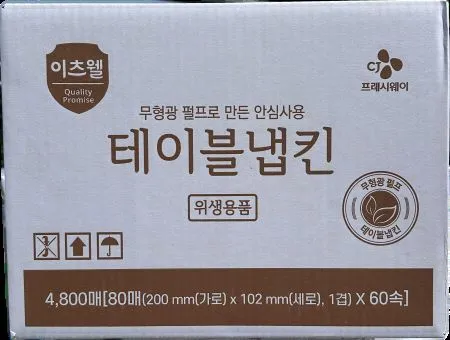 이츠웰
Quality
Promise
CJ
프레시웨이
무형광 펄프로 만든 안심사용
테이블냅킨
위생용품
무형광 펄프
테이블냅킨
4,800매[80매(200 mm(가로) x 102 mm(세로), 1겹) X 60속]